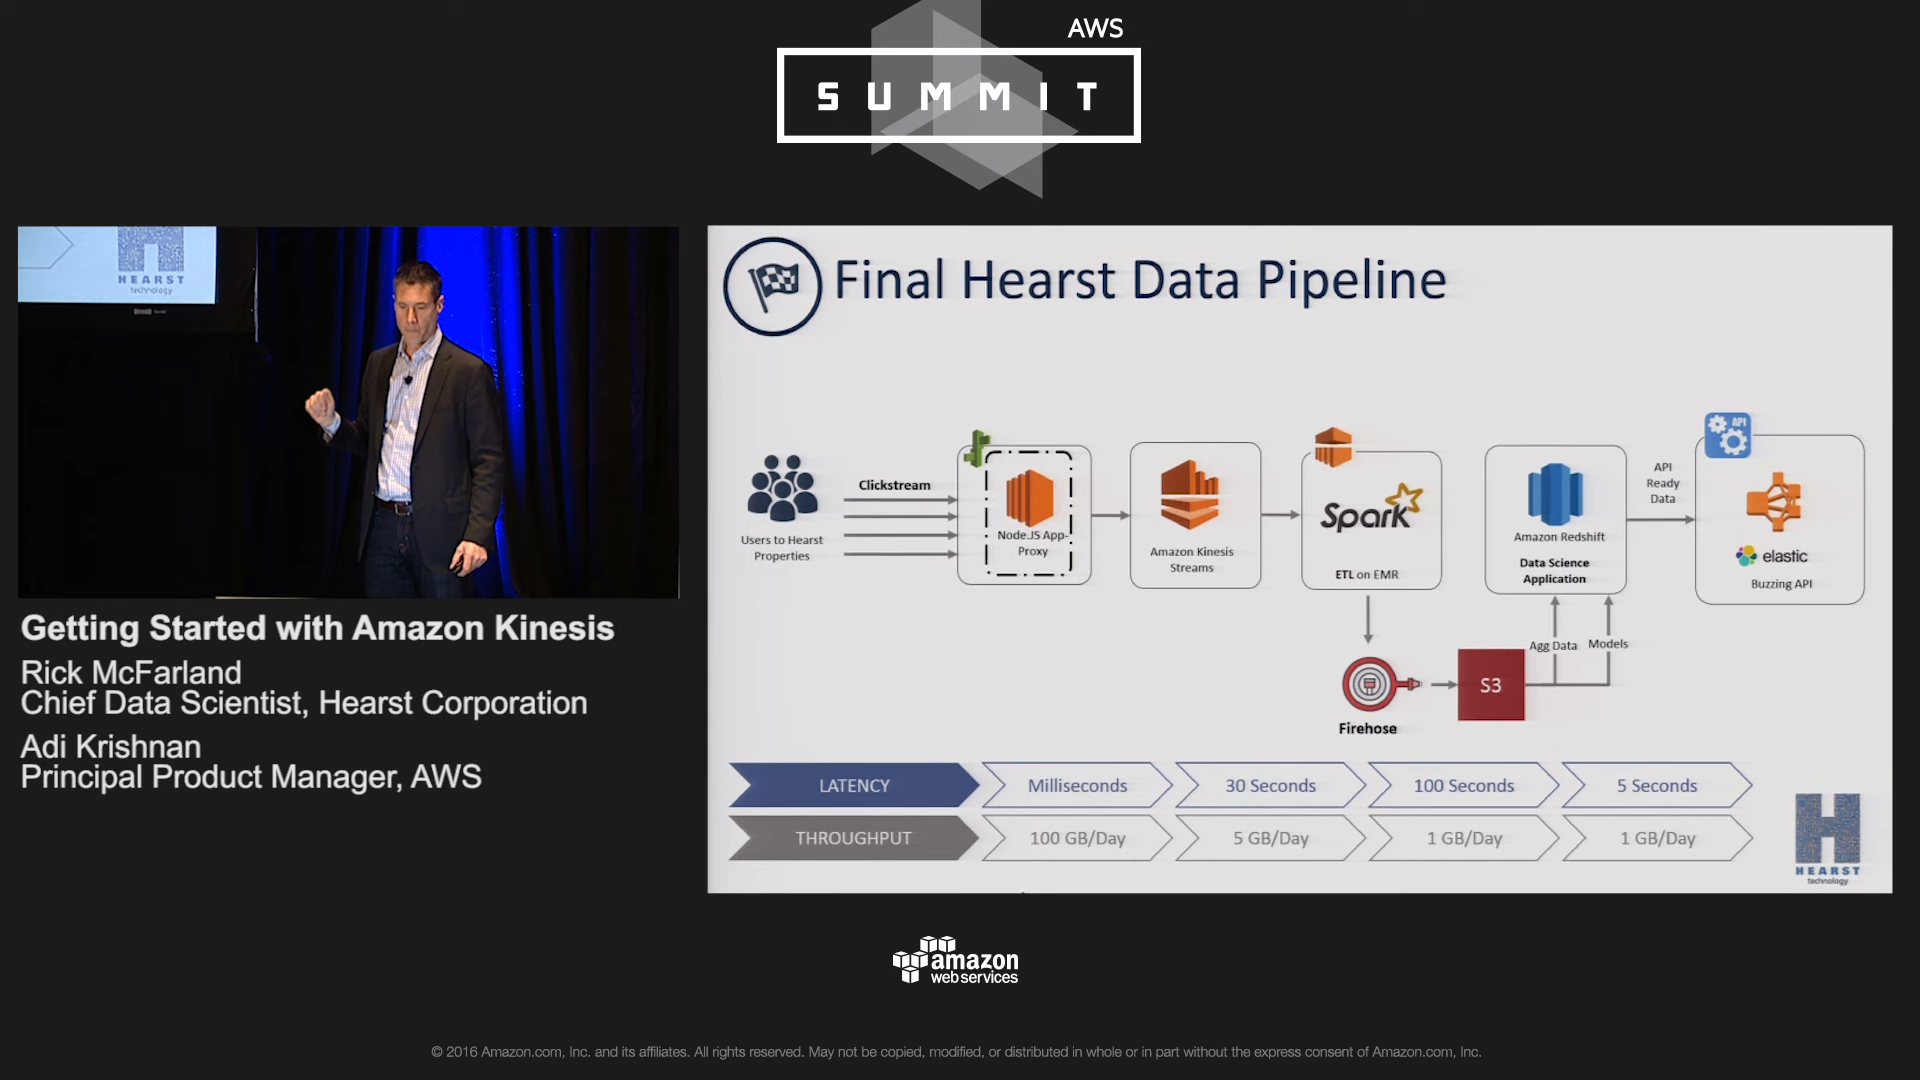 AWS
SUMMIT
HEARST
technology
Getting Started with Amazon Kinesis
Rick McFarland
Chief Data Scientist, Hearst Corporation
Adi Krishnan
Principal Product Manager, AWS
Final Hearst Data Pipeline
Users to Hearst
Properties
Clickstream
Node.JS App-
Proxy
Amazon Kinesis
Streams
Spark
ETL on EMR
Amazon Redshift
Data Science
Application
API
Ready
Data
API
elastic
Buzzing API
Agg Data
Models
Firehose
S3
LATENCY
Milliseconds
30 Seconds
100 Seconds
5 Seconds
THROUGHPUT
100 GB/Day
5 GB/Day
1 GB/Day
1 GB/Day
HEARST
technology
amazon
web services
© 2016 Amazon.com, Inc. and its affiliates. All rights reserved. May not be copied, modified, or distributed in whole or in part without the express consent of Amazon.com, Inc.